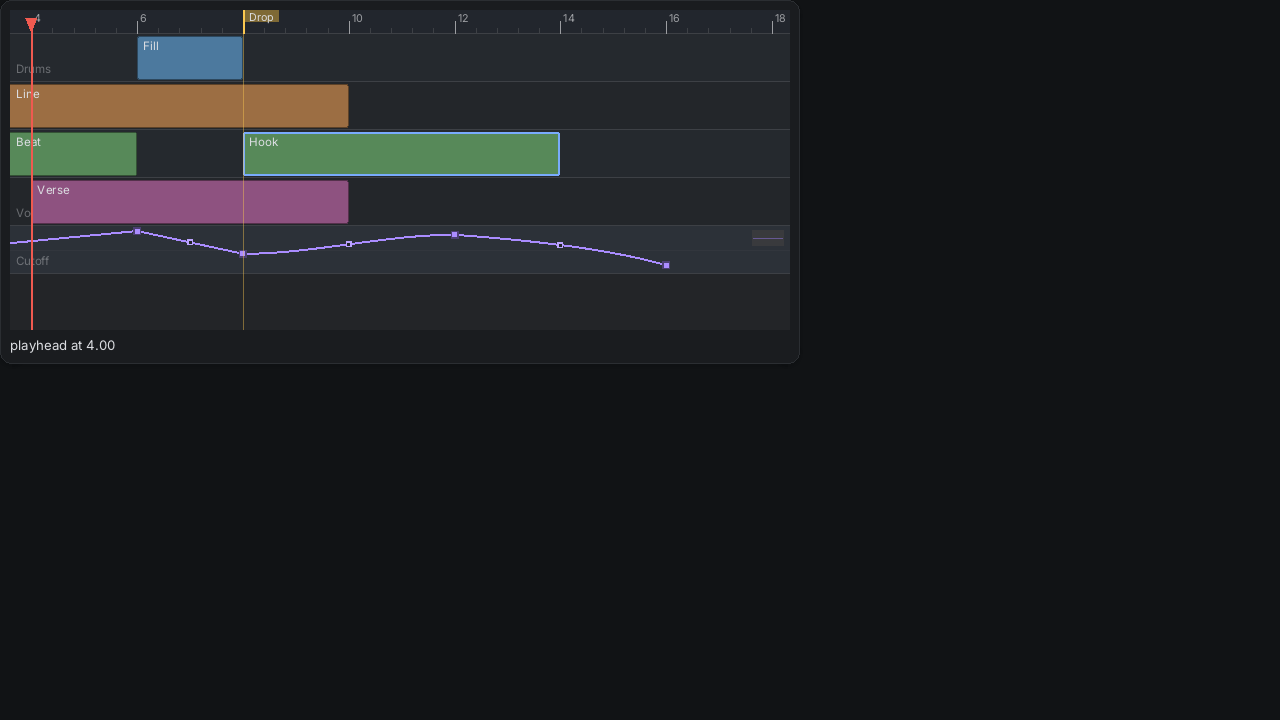 4 6 Drop 10 12 14 16 18
Fill
Drums
Line
Beat Hook
Verse
Vo
Cutoff
playhead at 4.00